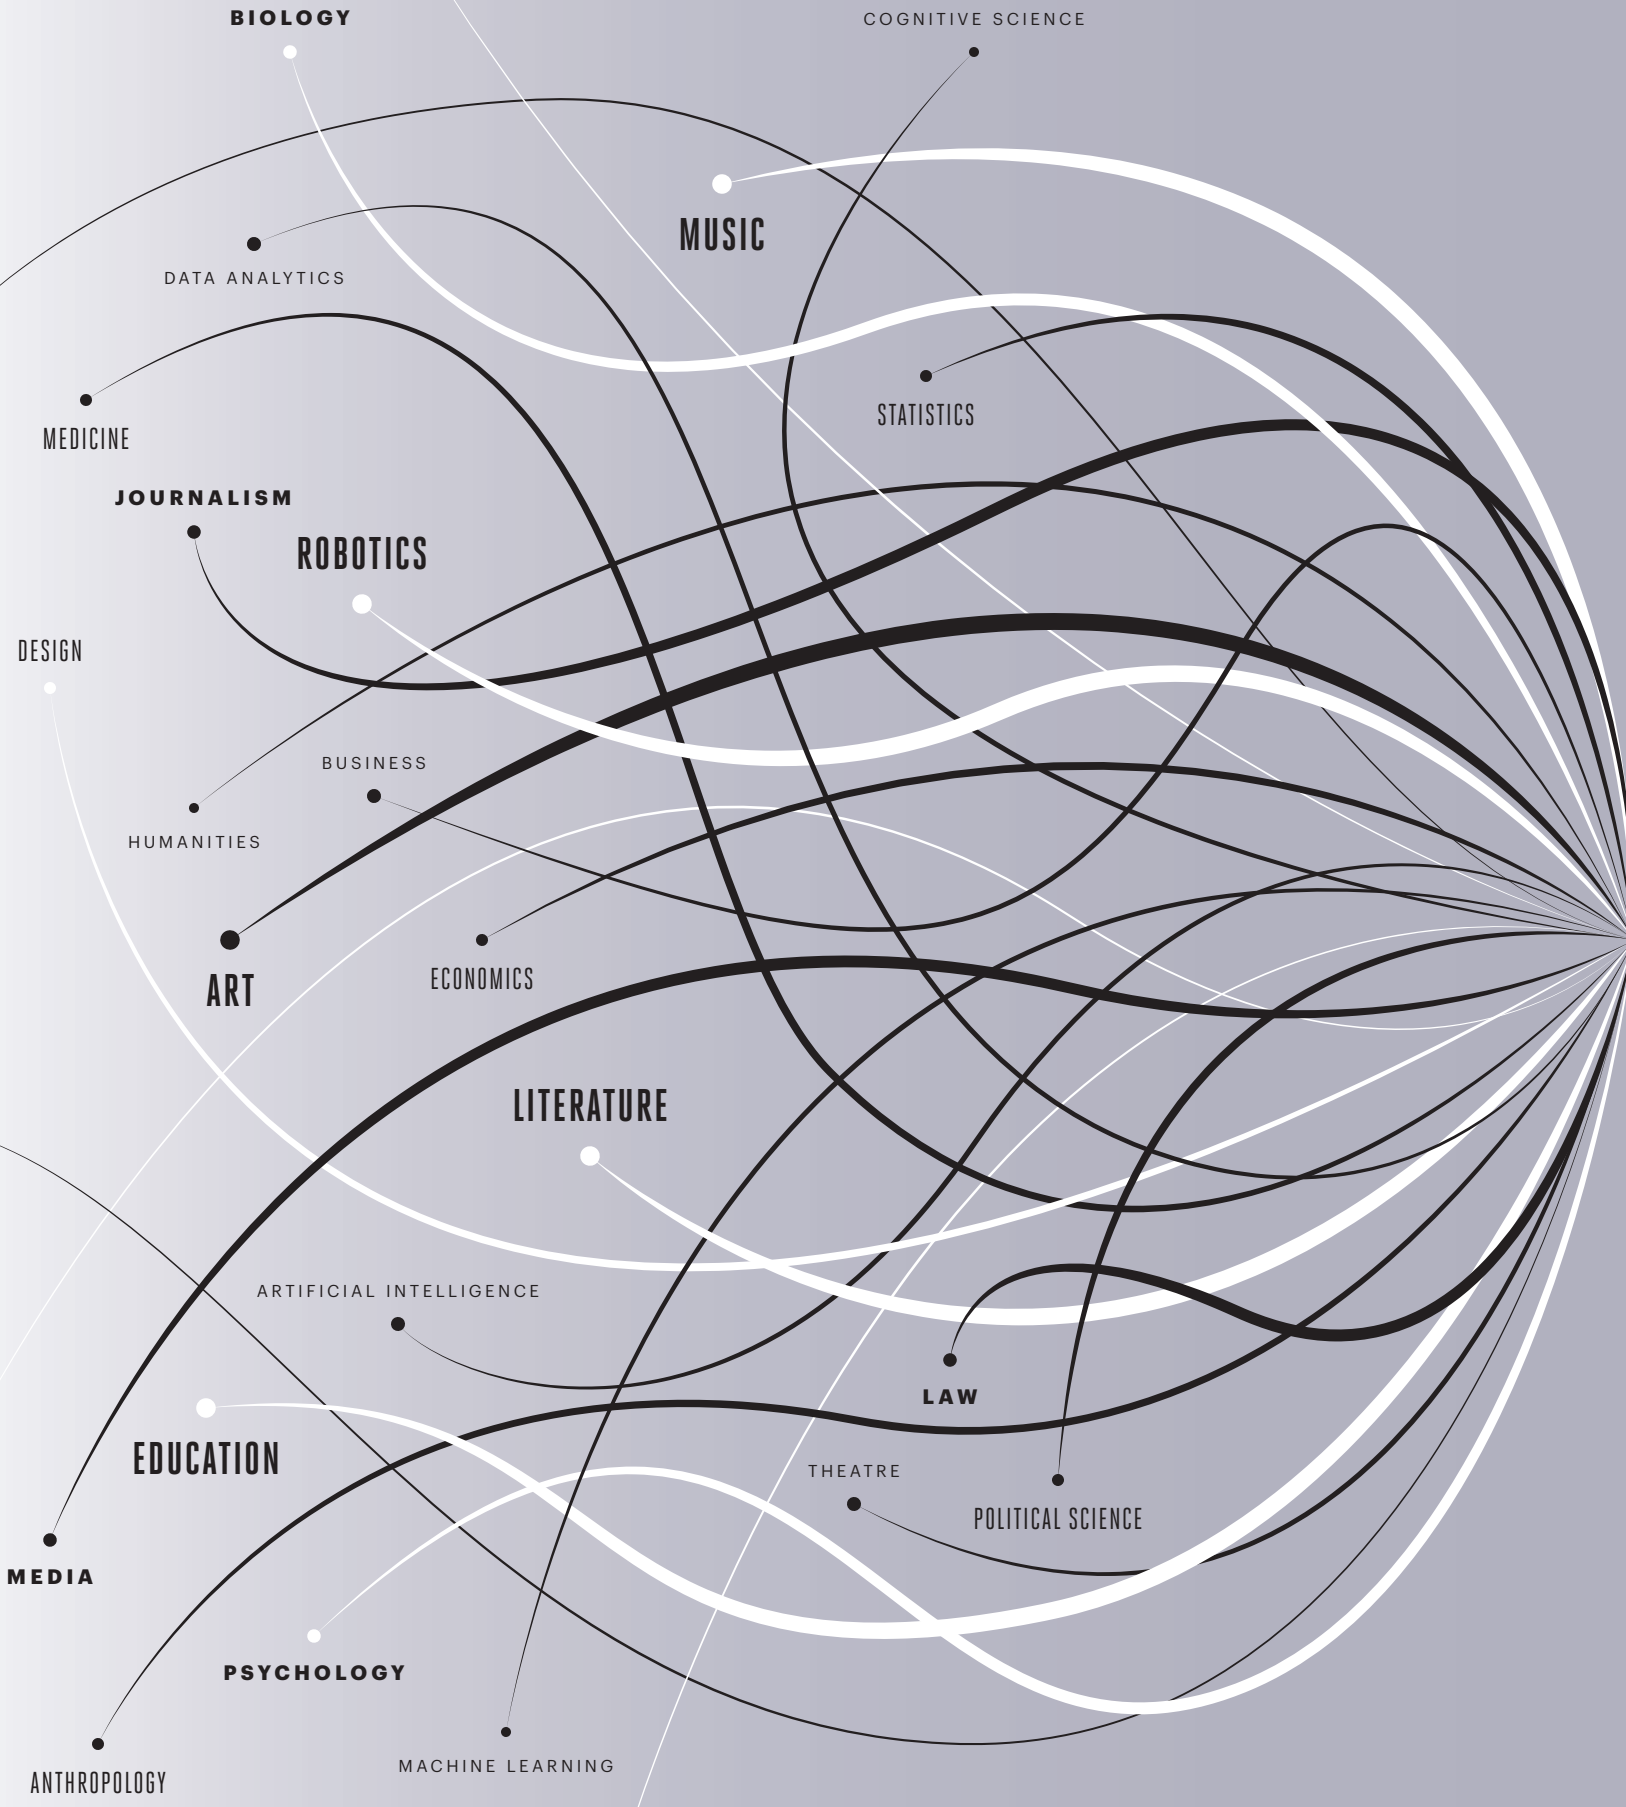 BIOLOGY
COGNITIVE SCIENCE
MUSIC
DATA ANALYTICS
STATISTICS
MEDICINE
JOURNALISM
ROBOTICS
DESIGN
BUSINESS
HUMANITIES
ART
ECONOMICS
LITERATURE
ARTIFICIAL INTELLIGENCE
LAW
EDUCATION
THEATRE
POLITICAL SCIENCE
MEDIA
PSYCHOLOGY
MACHINE LEARNING
ANTHROPOLOGY